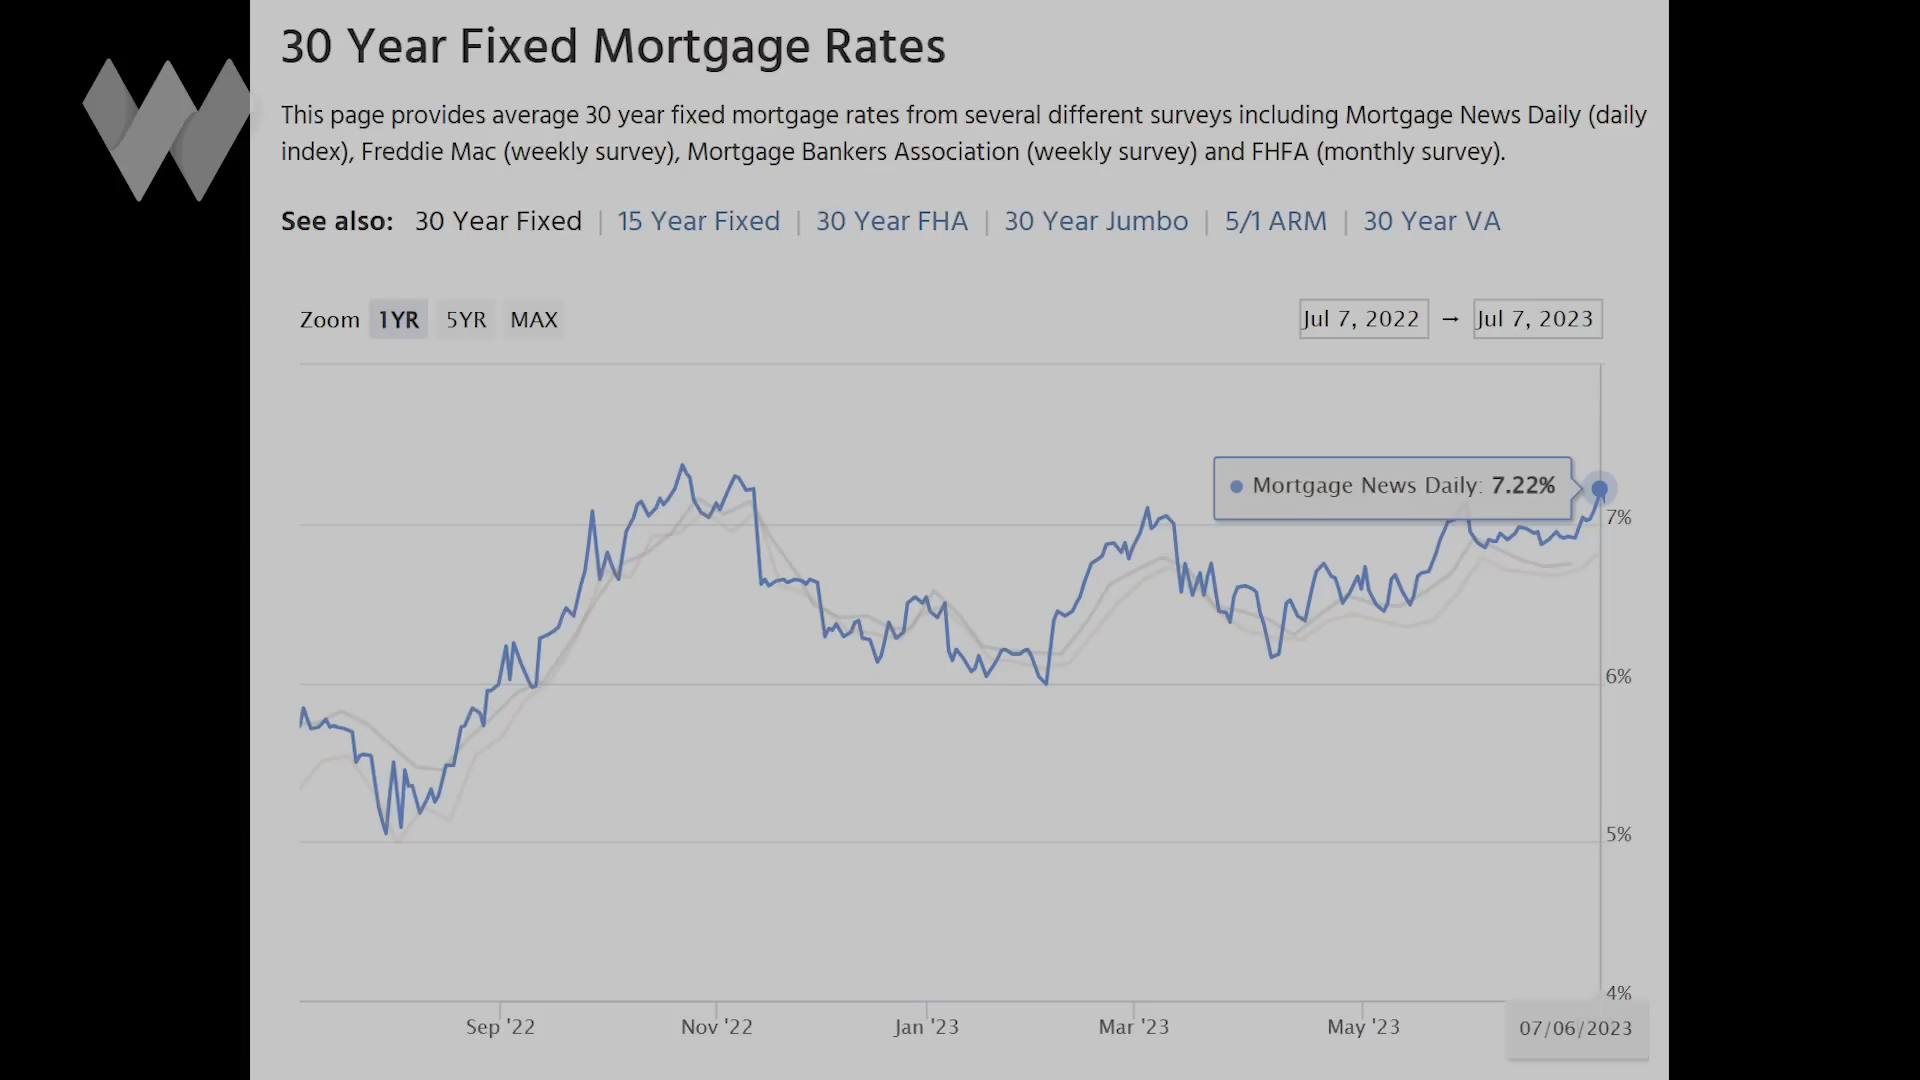 30 Year Fixed Mortgage Rates
This page provides average 30 year fixed mortgage rates from several different surveys including Mortgage News Daily (daily
index), Freddie Mac (weekly survey), Mortgage Bankers Association (weekly survey) and FHFA (monthly survey).
See also: 30 Year Fixed | 15 Year Fixed | 30 Year FHA | 30 Year Jumbo | 5/1 ARM | 30 Year VA
Zoom 1YR 5YR MAX Jul 7, 2022 → Jul 7, 2023
Mortgage News Daily: 7.22%
7%
6%
5%
4%
Sep '22 Nov '22 Jan '23 Mar '23 May '23 07/06/2023